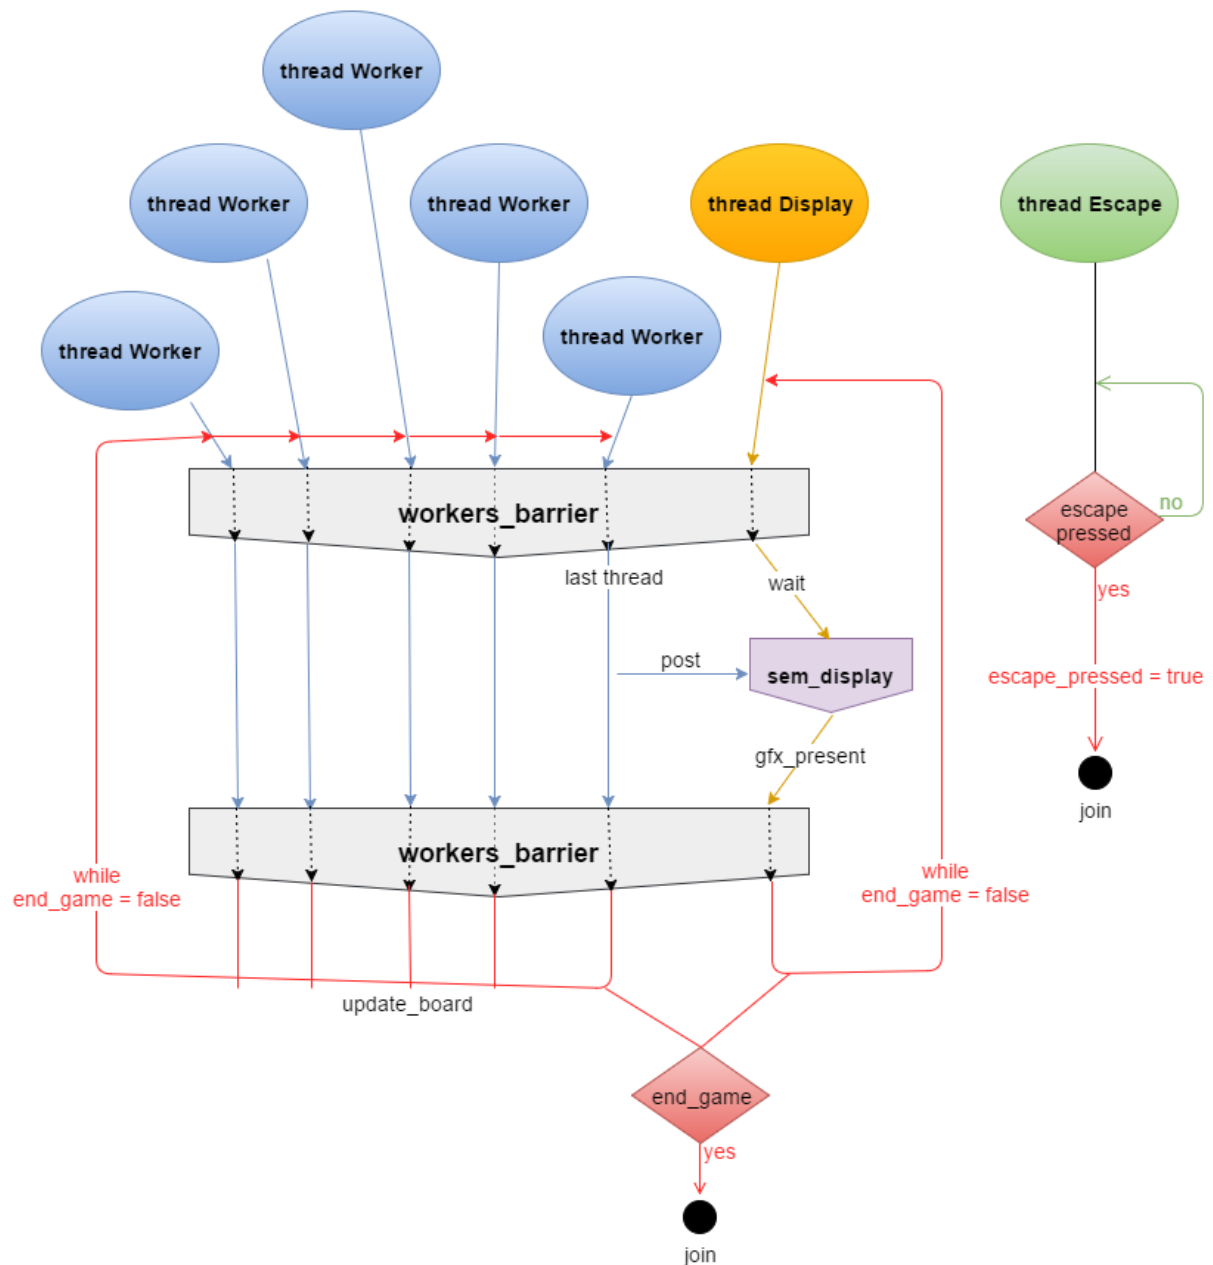 thread Worker
thread Worker
thread Worker
thread Display
thread Escape
thread Worker
thread Worker
workers_barrier
escape
pressed
no
last thread
wait
yes
post
sem_display
escape_pressed = true
gfx_present
join
workers_barrier
while
end_game = false
while
end_game = false
update_board
end_game
yes
join